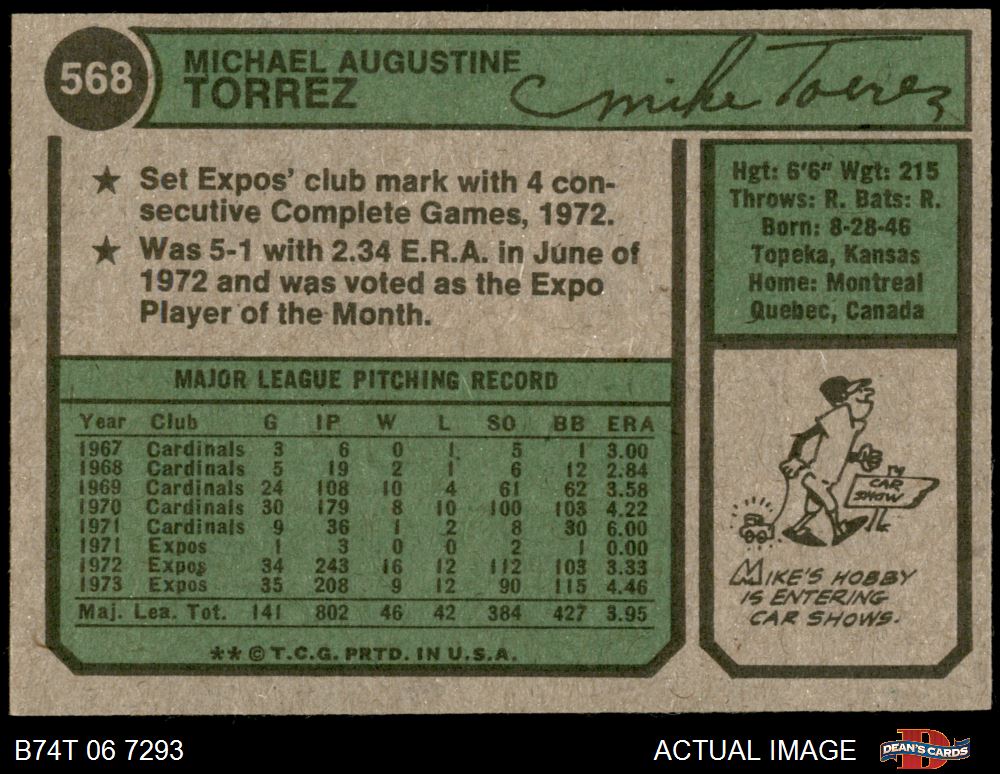 568
MICHAEL AUGUSTINE
TORREZ
Mike Torrez
★ Set Expos' club mark with 4 con-
secutive Complete Games, 1972.
★ Was 5-1 with 2.34 E.R.A. in June of
1972 and was voted as the Expo
Player of the Month.
Hgt: 6'6" Wgt: 215
Throws: R. Bats: R.
Born: 8-28-46
Topeka, Kansas
Home: Montreal
Quebec, Canada
MAJOR LEAGUE PITCHING RECORD
Year Club G IP W L SO BB ERA
1967 Cardinals 3 6 0 1 5 1 3.00
1968 Cardinals 5 19 2 1 6 12 2.84
1969 Cardinals 24 108 10 4 61 62 3.58
1970 Cardinals 30 179 8 10 100 103 4.22
1971 Cardinals 9 36 1 2 8 30 6.00
1971 Expos 1 3 0 0 2 1 0.00
1972 Expos 34 243 16 12 112 103 3.33
1973 Expos 35 208 9 12 90 115 4.46
Maj. Lea. Tot. 141 802 46 42 384 427 3.95
** © T.C.G. PRTD. IN U.S.A.
CAR
SHOW
MIKE'S HOBBY
IS ENTERING
CAR SHOWS.
B74T 06 7293
ACTUAL IMAGE
DEAN'S CARDS